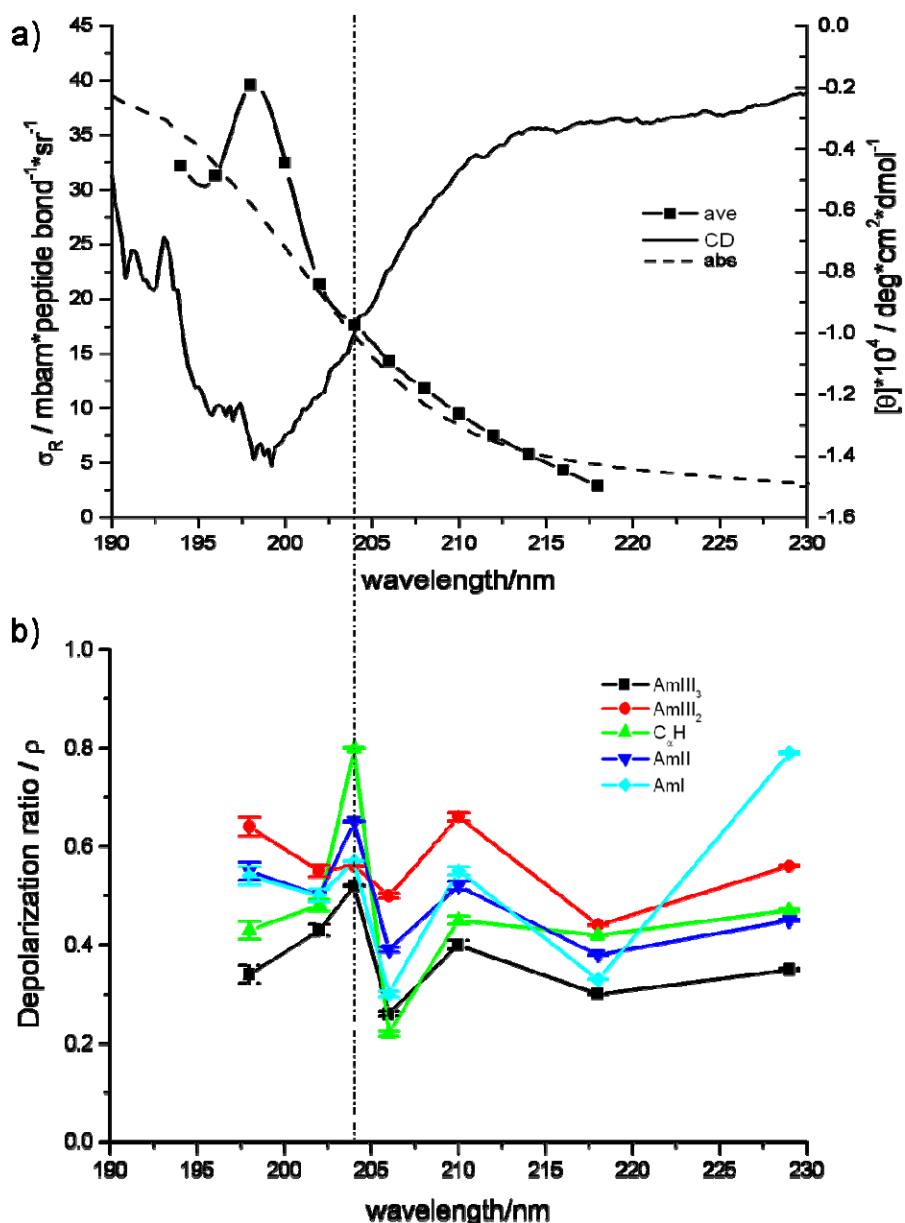 a)
45
40
35
30
25
20
15
10
5
0
σR / mbarn*peptide bond-1*sr-1
0.0
-0.2
-0.4
-0.6
-0.8
-1.0
-1.2
-1.4
-1.6
[θ]*10⁴ / deg*cm²*dmol⁻¹
ave
CD
abs
190 195 200 205 210 215 220 225 230
wavelength/nm
b)
1.0
0.8
0.6
0.4
0.2
0.0
Depolarization ratio / ρ
AmIII₃
AmIII₂
CαH
AmII
AmI
190 195 200 205 210 215 220 225 230
wavelength/nm